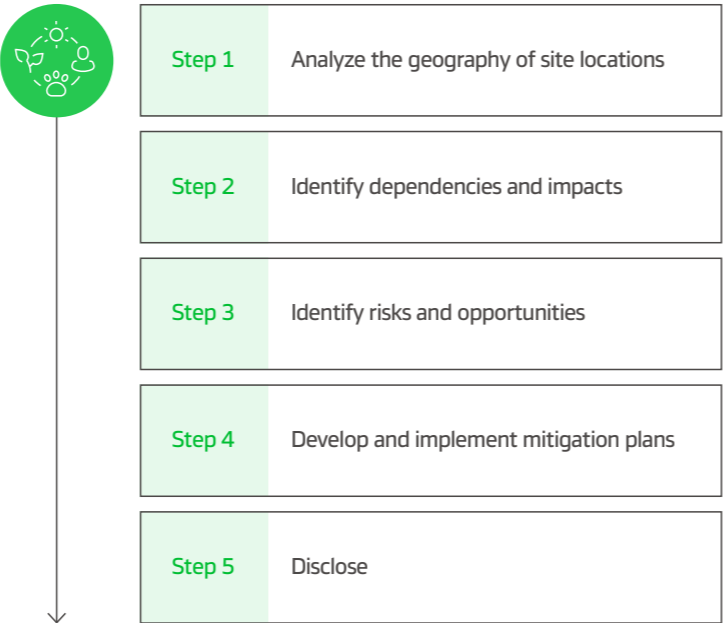 Step 1 Analyze the geography of site locations
Step 2 Identify dependencies and impacts
Step 3 Identify risks and opportunities
Step 4 Develop and implement mitigation plans
Step 5 Disclose